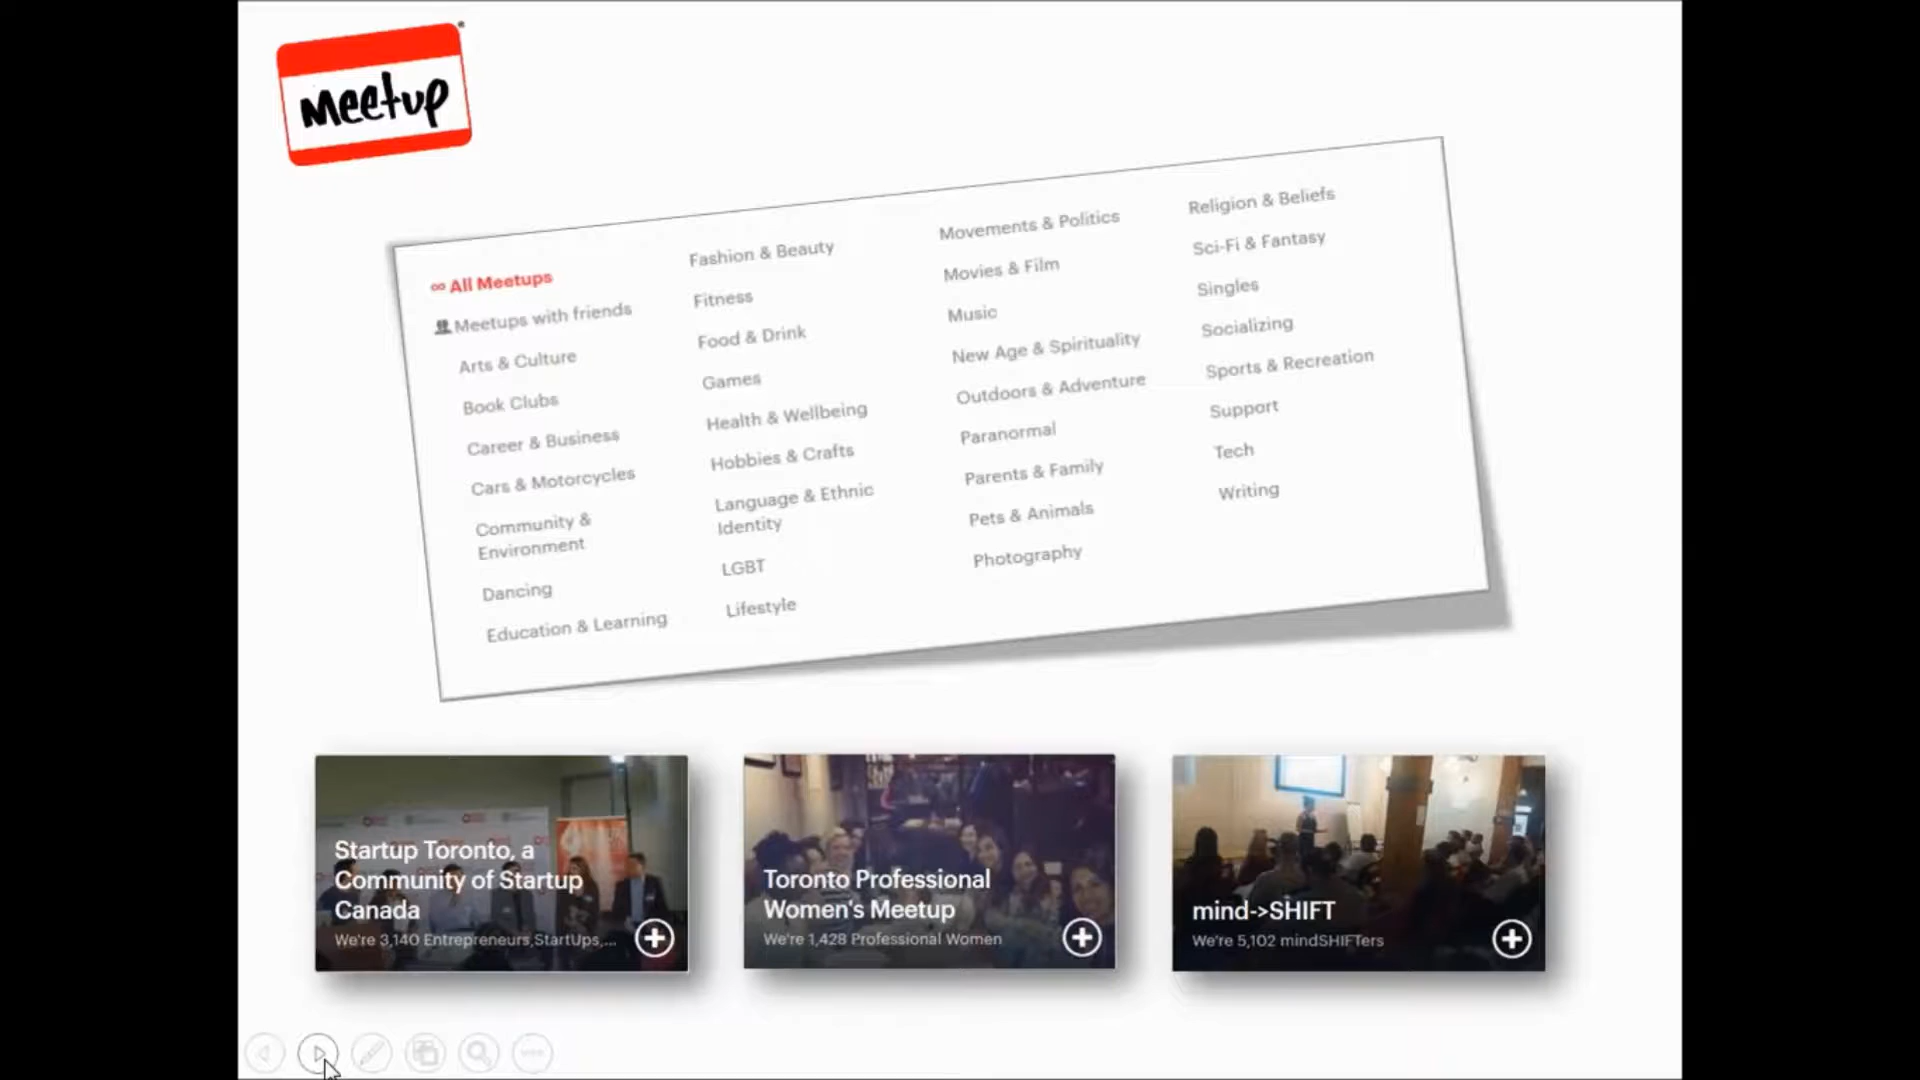 meetup
∞ All Meetups
Meetups with friends
Arts & Culture
Book Clubs
Career & Business
Cars & Motorcycles
Community &
Environment
Dancing
Education & Learning
Fashion & Beauty
Fitness
Food & Drink
Games
Health & Wellbeing
Hobbies & Crafts
Language & Ethnic
Identity
LGBT
Lifestyle
Movements & Politics
Movies & Film
Music
New Age & Spirituality
Outdoors & Adventure
Paranormal
Parents & Family
Pets & Animals
Photography
Religion & Beliefs
Sci-Fi & Fantasy
Singles
Socializing
Sports & Recreation
Support
Tech
Writing
Startup Toronto, a
Community of Startup
Canada
We're 3,140 Entrepreneurs,StartUps,...
Toronto Professional
Women's Meetup
We're 1,428 Professional Women
mind->SHIFT
We're 5,102 mindSHIFTers